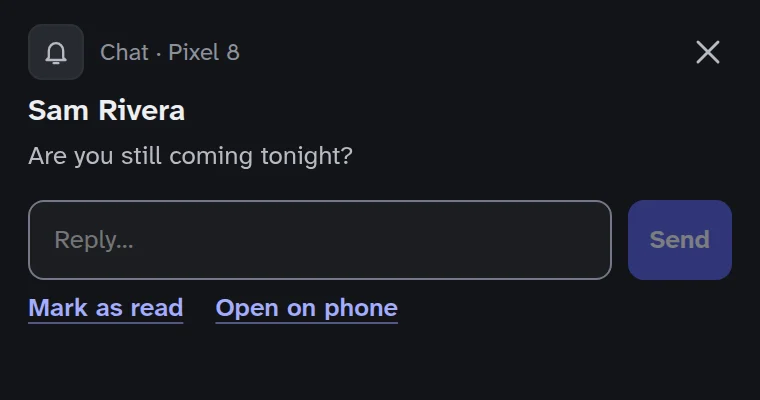 Chat · Pixel 8
Sam Rivera
Are you still coming tonight?
Reply...
Send
Mark as read
Open on phone